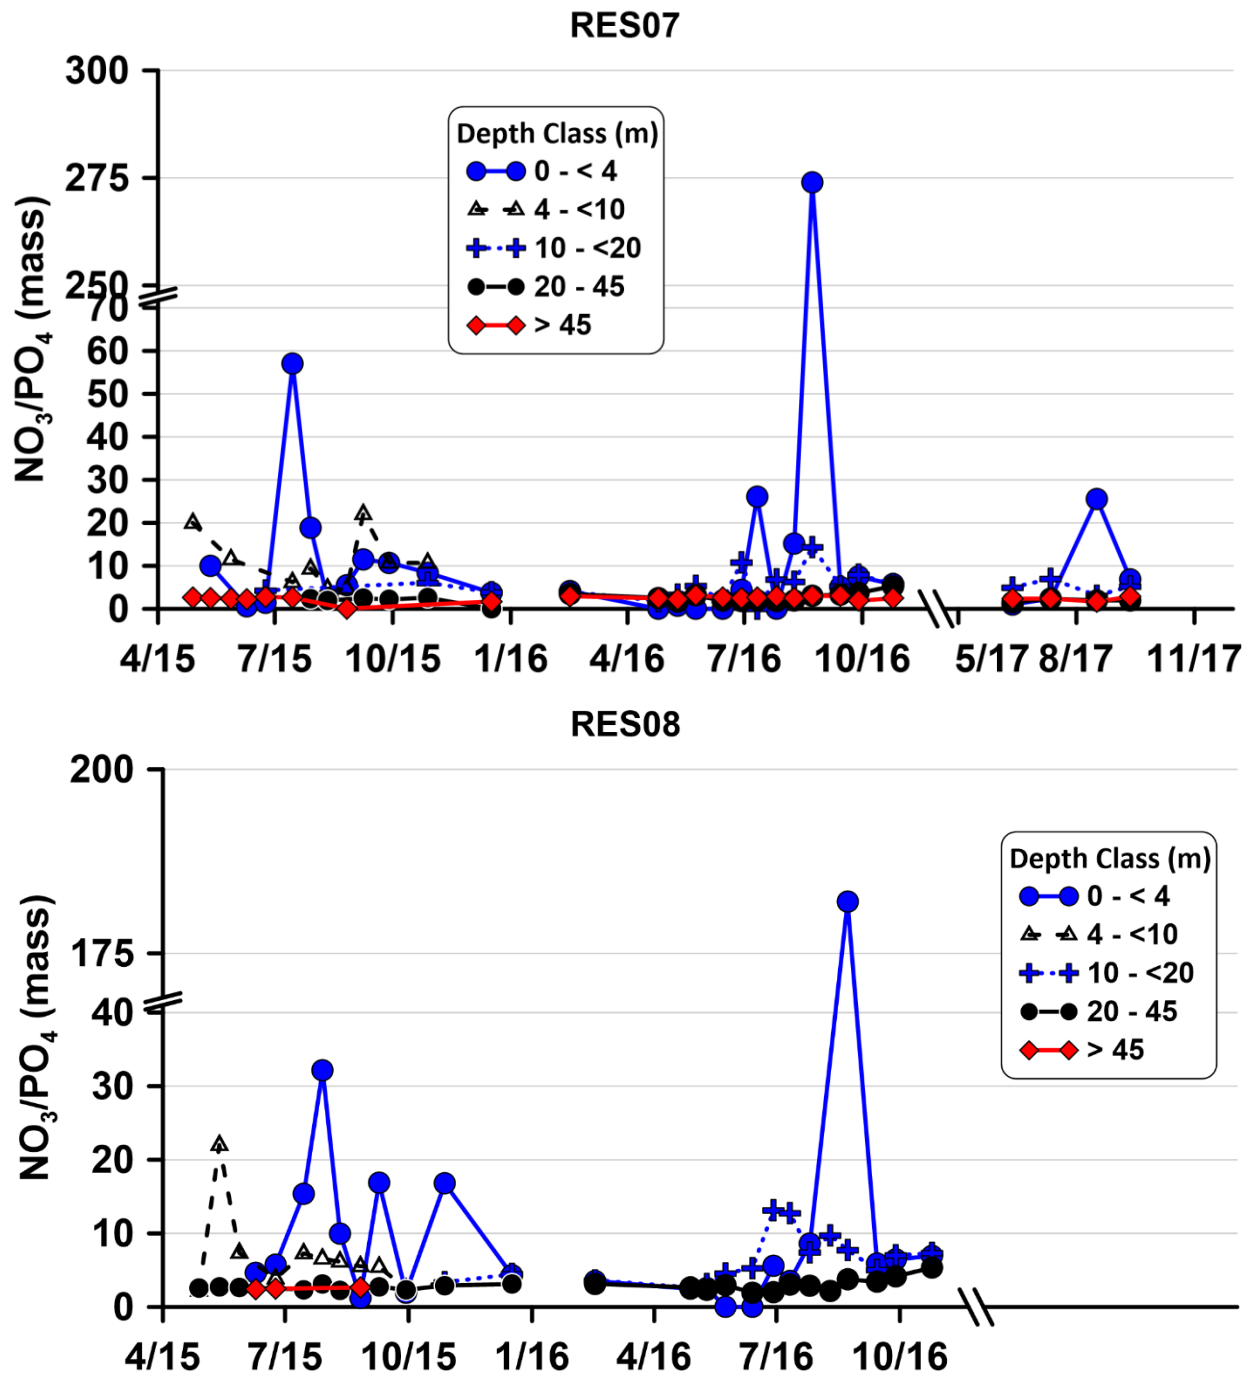 RES07
300
275
250
70
60
50
40
30
20
10
0
NO₃/PO₄ (mass)
Depth Class (m)
0 - < 4
4 - <10
10 - <20
20 - 45
> 45
4/15 7/15 10/15 1/16 4/16 7/16 10/16 5/17 8/17 11/17
RES08
200
175
40
30
20
10
0
NO₃/PO₄ (mass)
Depth Class (m)
0 - < 4
4 - <10
10 - <20
20 - 45
> 45
4/15 7/15 10/15 1/16 4/16 7/16 10/16